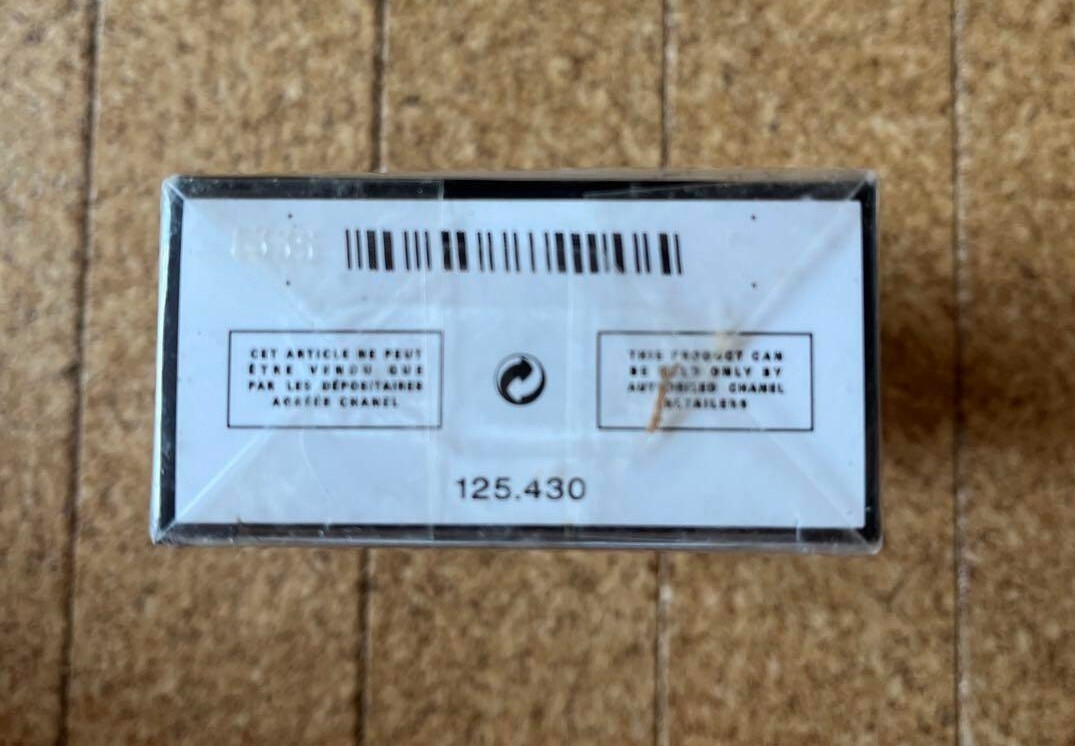 CET ARTICLE NE PEUT
ÊTRE VENDU QUE
PAR LES DÉPOSITAIRES
AGRÉÉS CHANEL
THIS PRODUCT CAN
BE SOLD ONLY BY
AUTHORISED CHANEL
RETAILERS
125.430